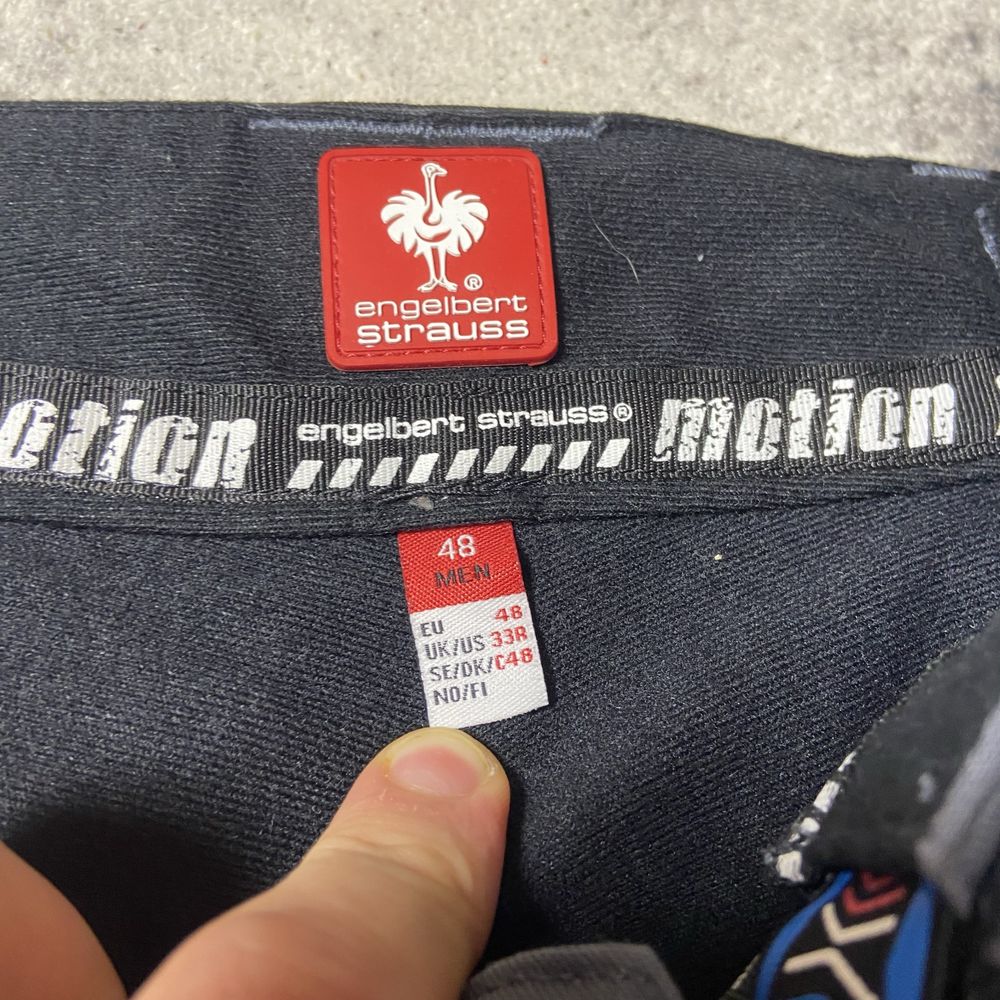 ®
engelbert
strauss
otion engelbert strauss® motion
48
MEN
EU 48
UK/US 33R
SE/DK/ C48
NO/FI